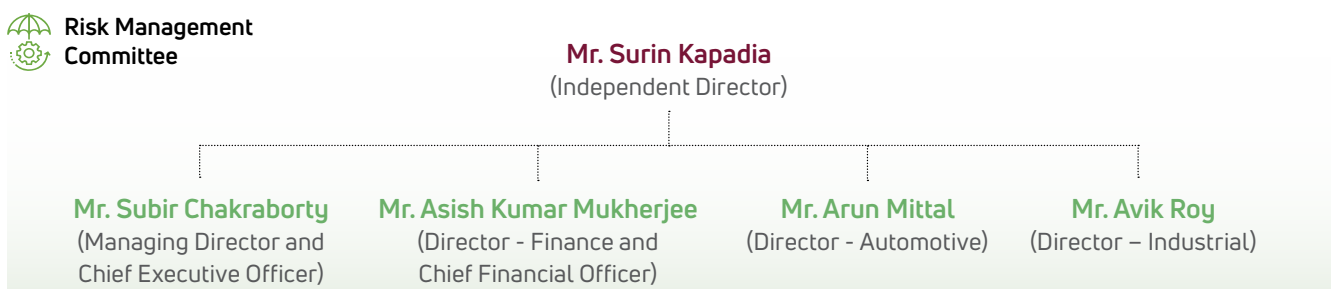 Risk Management
Committee
Mr. Surin Kapadia
(Independent Director)
Mr. Subir Chakraborty
(Managing Director and
Chief Executive Officer)
Mr. Asish Kumar Mukherjee
(Director - Finance and
Chief Financial Officer)
Mr. Arun Mittal
(Director - Automotive)
Mr. Avik Roy
(Director – Industrial)